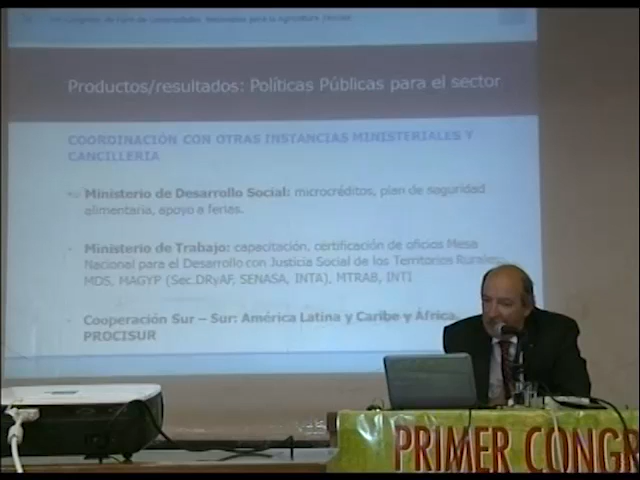 Productos/resultados: Políticas Públicas para el sector
COORDINACIÓN CON OTRAS INSTANCIAS MINISTERIALES Y
CANCILLERIA
Ministerio de Desarrollo Social: microcréditos, plan de seguridad
alimentaria, apoyo a ferias.
Ministerio de Trabajo: capacitación, certificación de oficios Mesa
Nacional para el Desarrollo con Justicia Social de los Territorios Rurales:
MDS, MAGYP (Sec.DRyAF, SENASA, INTA), MTRAB, INTI
Cooperación Sur – Sur: América Latina y Caribe y África.
PROCISUR
PRIMER CONGR